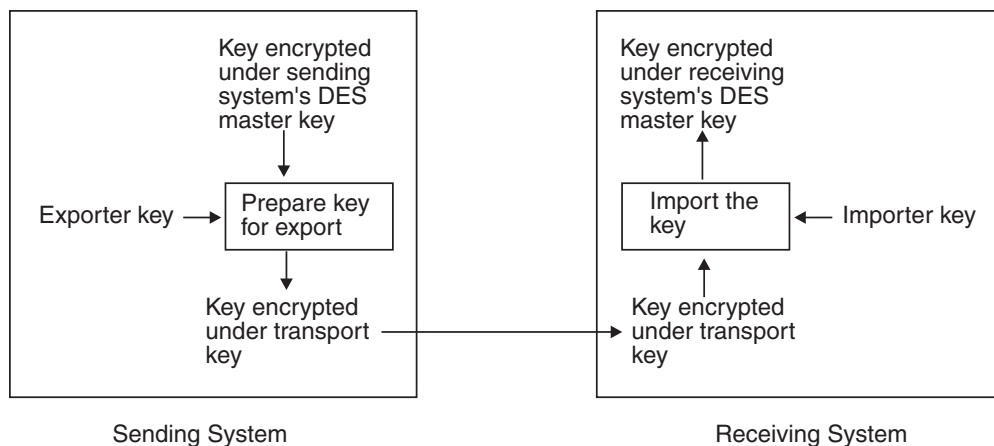 Key encrypted
under sending
system's DES
master key
Exporter key
Prepare key
for export
Key encrypted
under transport
key
Sending System
Key encrypted
under receiving
system's DES
master key
Import the
key
Importer key
Key encrypted
under transport
key
Receiving System